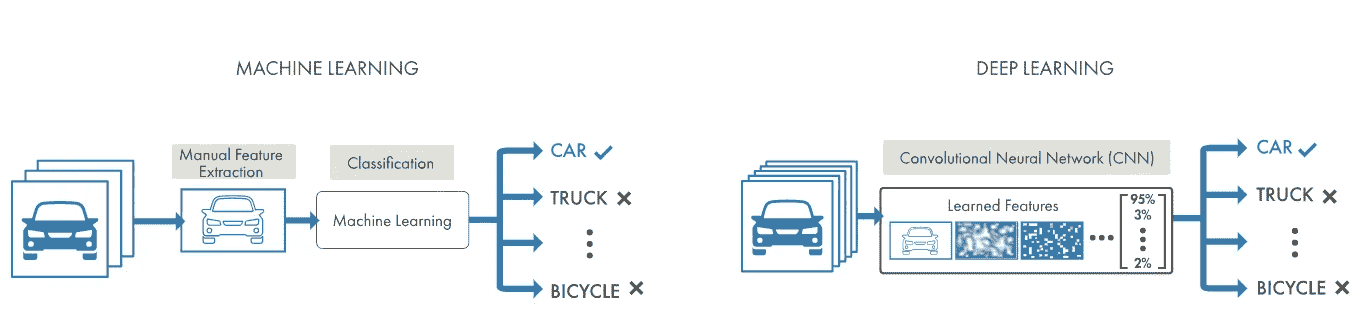 MACHINE LEARNING
Manual Feature
Extraction
Classification
Machine Learning
CAR
TRUCK
BICYCLE
DEEP LEARNING
Convolutional Neural Network (CNN)
Learned Features
95%
3%
2%
CAR
TRUCK
BICYCLE